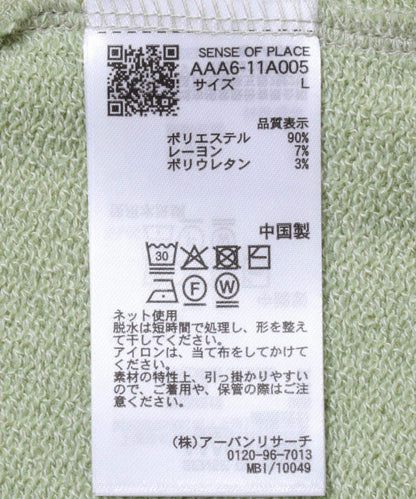 SENSE OF PLACE
AAA6-11A005
サイズ L
品質表示
ポリエステル 90%
レーヨン 7%
ポリウレタン 3%
中国製
30
F W
ネット使用
脱水は短時間で処理し、形を整え
て干してください。
アイロンは、当て布をしてかけて
ください。
素材の特性上、引っ掛かりやすい
ので、ご着用や、保管の際はご注
意ください。
(株)アーバンリサーチ
0120-96-7013
MBI/10049